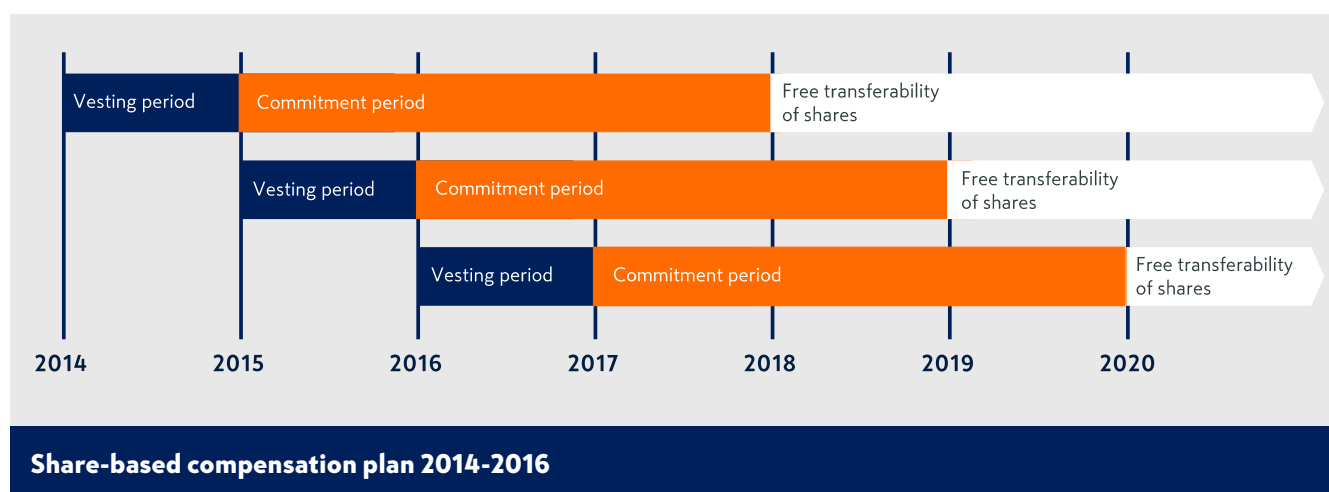 Vesting period
Commitment period
Free transferability
of shares
Vesting period
Commitment period
Free transferability
of shares
Vesting period
Commitment period
Free transferability
of shares
2014
2015
2016
2017
2018
2019
2020
Share-based compensation plan 2014-2016